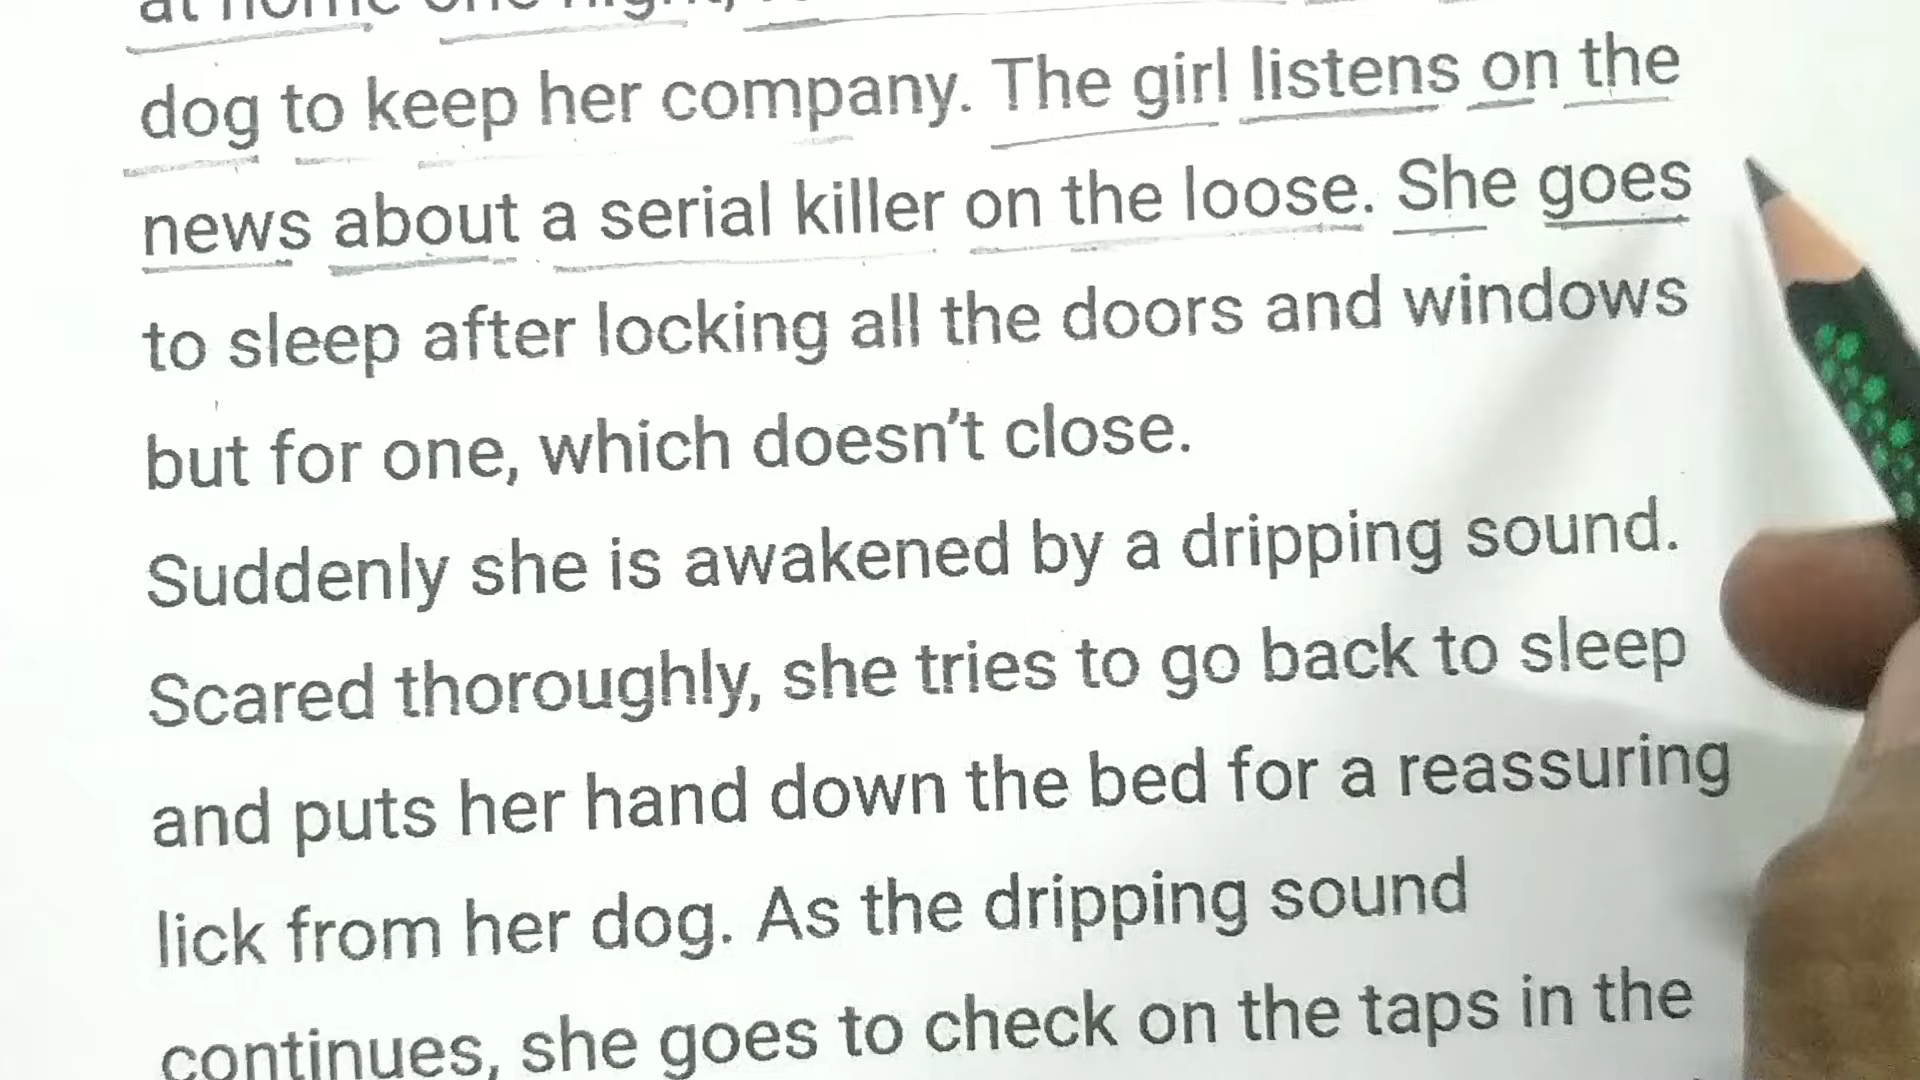 at home one night,
dog to keep her company. The girl listens on the
news about a serial killer on the loose. She goes
to sleep after locking all the doors and windows
but for one, which doesn't close.
Suddenly she is awakened by a dripping sound.
Scared thoroughly, she tries to go back to sleep
and puts her hand down the bed for a reassuring
lick from her dog. As the dripping sound
continues, she goes to check on the taps in the